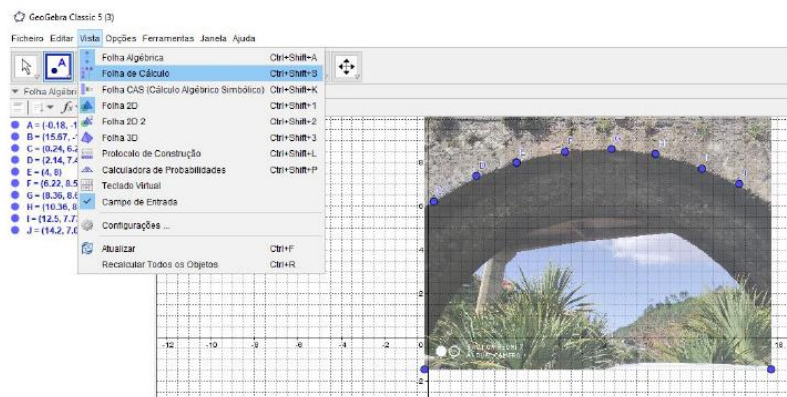 GeoGebra Classic 5 (3)
Ficheiro Editar Vista Opções Ferramentas Janela Ajuda
Folha Algébrica Ctrl+Shift+A
Folha de Cálculo Ctrl+Shift+S
Folha CAS (Cálculo Algébrico Simbólico) Ctrl+Shift+K
Folha 2D Ctrl+Shift+1
Folha 2D 2 Ctrl+Shift+2
Folha 3D Ctrl+Shift+3
Protocolo de Construção Ctrl+Shift+L
Calculadora de Probabilidades Ctrl+Shift+P
Teclado Virtual
Campo de Entrada
Configurações ...
Atualizar Ctrl+F
Recalcular Todos os Objetos Ctrl+R
Folha Algébri
A = (-0.18, -1
B = (15.67, -1
C = (0.24, 6.2
D = (2.14, 7.4
E = (4, 8)
F = (6.22, 8.5
G = (8.36, 8.6
H = (10.36, 8
I = (12.5, 7.7
J = (14.2, 7.0
D E F G H I
8
6
4
2
-12 -10 -8 -6 -4 -2 0 16
-2